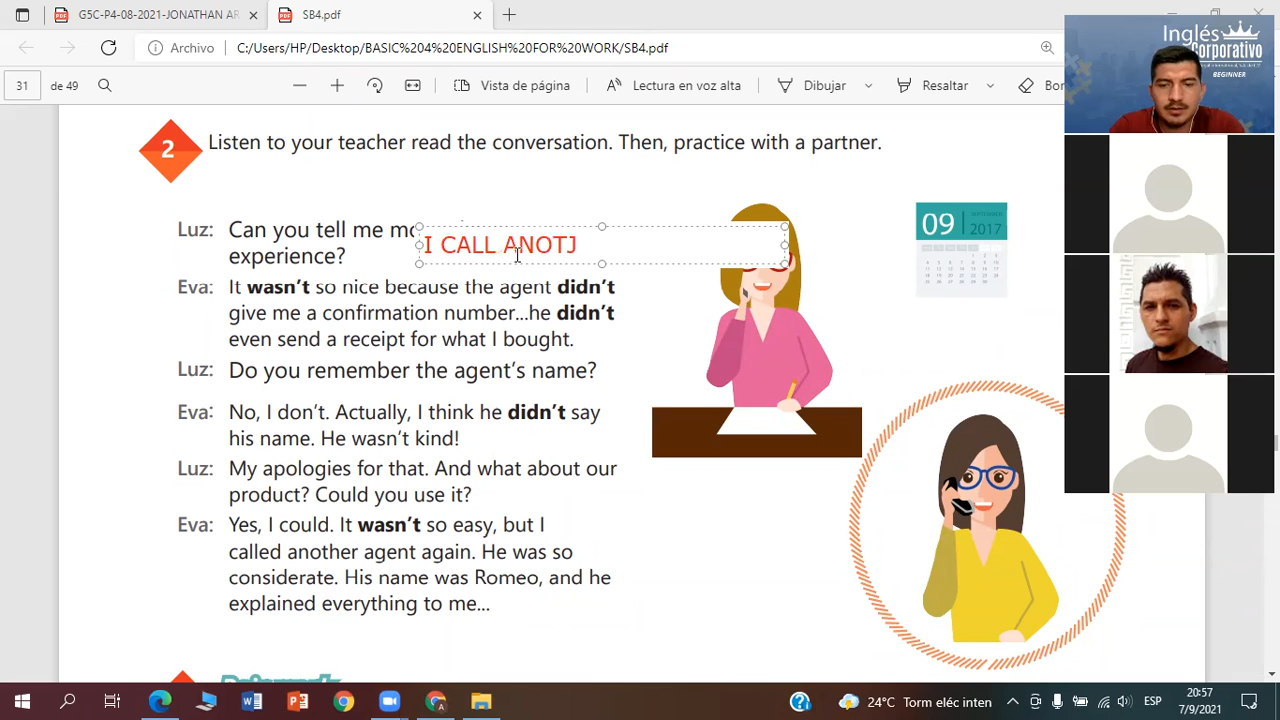 G5C-P4-08-2021-JONATHAN AR
SB4.pdf
Archivo
C:/Users/HP/Desktop/BASIC%204%20ENGLISH%20FOR%20WORK/SB4.pdf
31
de 49
Vista de página
Lectura en voz alta
Dibujar
Resaltar
Bor
Inglés
Corporativo
BEGINNER
2
Listen to your teacher read the conversation. Then, practice with a partner.
Luz: Can you tell me mo
I CALL ANOTJ
experience?
Eva: It wasn't so nice because the agent didn't
give me a confirmation number...he didn't
even send a receipt for what I bought.
Luz: Do you remember the agent's name?
Eva: No, I don't. Actually, I think he didn't say
his name. He wasn't kind!
Luz: My apologies for that. And what about our
product? Could you use it?
Eva: Yes, I could. It wasn't so easy, but I
called another agent again. He was so
considerate. His name was Romeo, and he
explained everything to me...
09
SEPTEMBER
24°C Torm eléc inten
ESP
20:57
7/9/2021